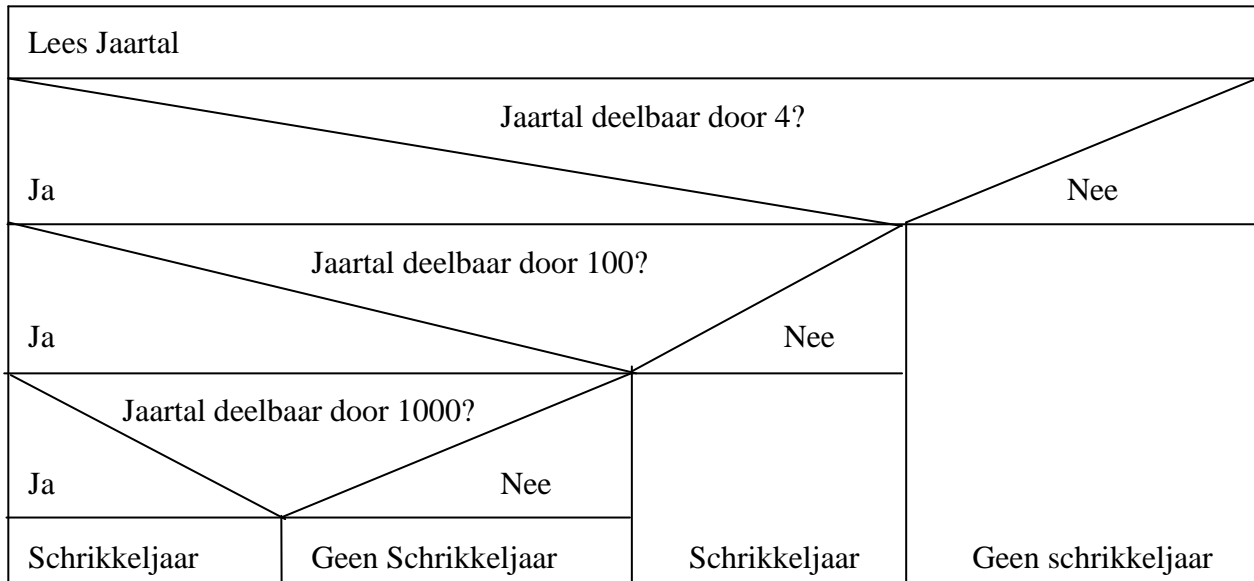 Lees Jaartal
Jaartal deelbaar door 4?
Ja
Nee
Jaartal deelbaar door 100?
Ja
Nee
Jaartal deelbaar door 1000?
Ja
Nee
Schrikkeljaar
Geen Schrikkeljaar
Schrikkeljaar
Geen schrikkeljaar